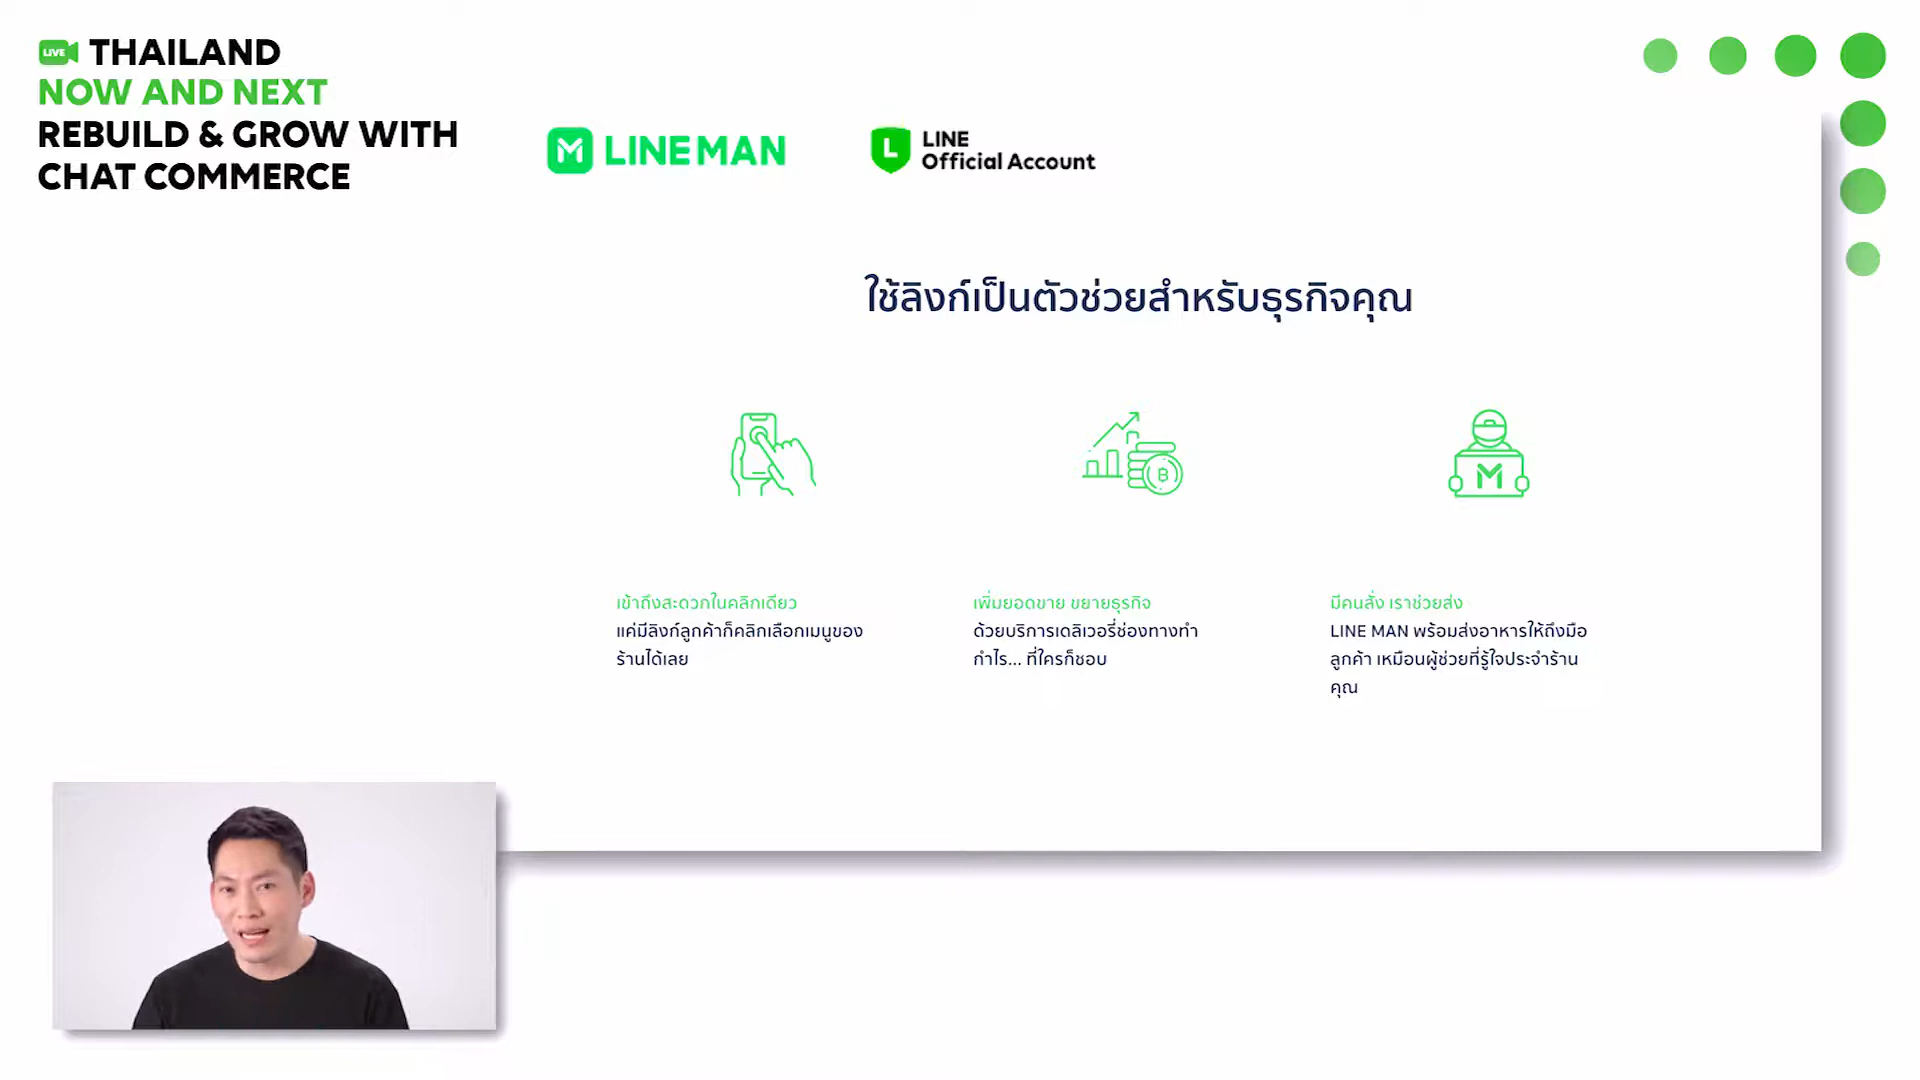 LIVE THAILAND
NOW AND NEXT
REBUILD & GROW WITH
CHAT COMMERCE
LINE MAN
LINE
Official Account
ใช้ลิงก์เป็นตัวช่วยสำหรับธุรกิจคุณ
เข้าถึงสะดวกในคลิกเดียว
แค่มีลิงก์ลูกค้าก็คลิกเลือกเมนูของ
ร้านได้เลย
เพิ่มยอดขาย ขยายธุรกิจ
ด้วยบริการเดลิเวอรี่ช่องทางทำ
กำไร... ที่ใครก็ชอบ
มีคนสั่ง เราช่วยส่ง
LINE MAN พร้อมส่งอาหารให้ถึงมือ
ลูกค้า เหมือนผู้ช่วยที่รู้ใจประจำร้าน
คุณ